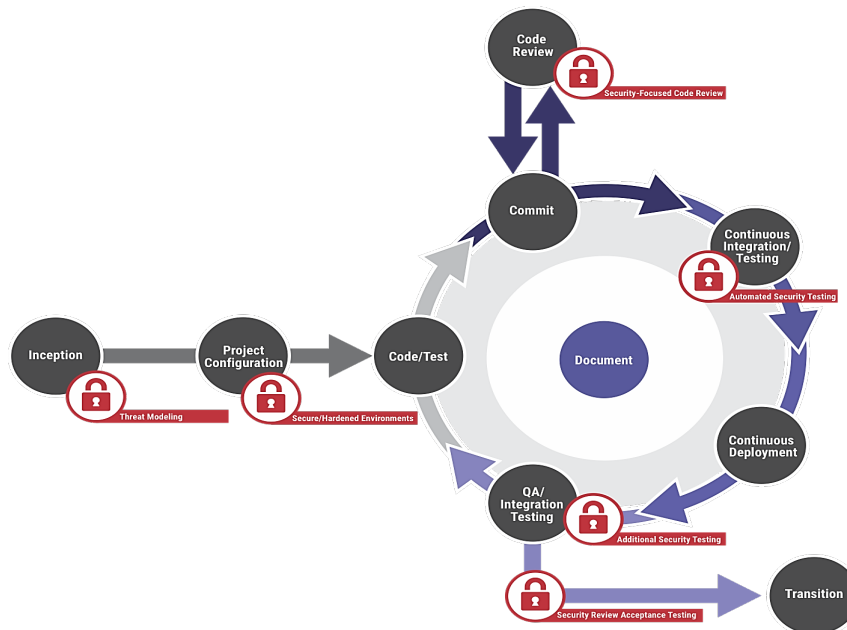 Code
Review
Security-Focused Code Review
Commit
Continuous
Integration/
Testing
Automated Security Testing
Inception
Project
Configuration
Code/Test
Document
Threat Modeling
Secure/Hardened Environments
Continuous
Deployment
QA/
Integration
Testing
Additional Security Testing
Transition
Security Review Acceptance Testing